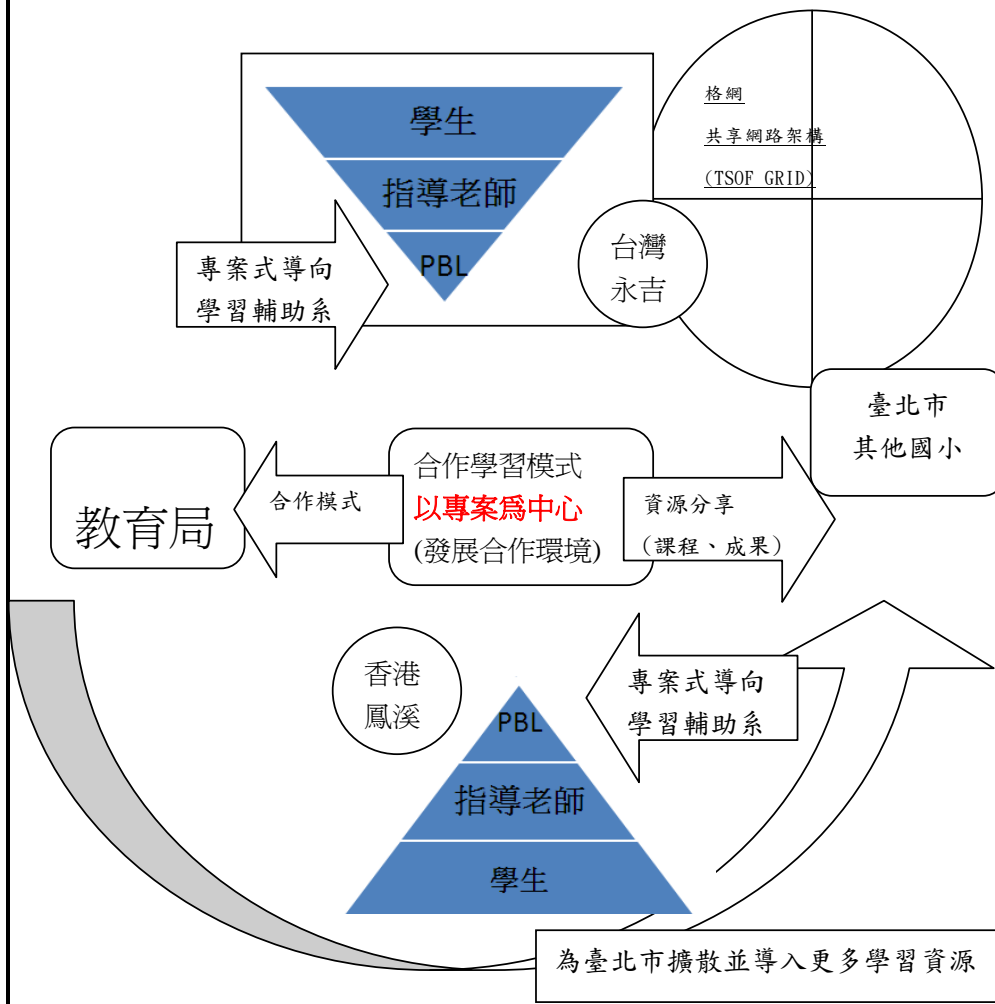 學生
指導老師
PBL
專案式導向
學習輔助系
格網
共享網路架構
(TSOF GRID)
台灣
永吉
臺北市
其他國小
教育局
合作模式
合作學習模式
以專案爲中心
(發展合作環境)
資源分享
(課程、成果)
香港
鳳溪
專案式導向
學習輔助系
PBL
指導老師
學生
為臺北市擴散並導入更多學習資源